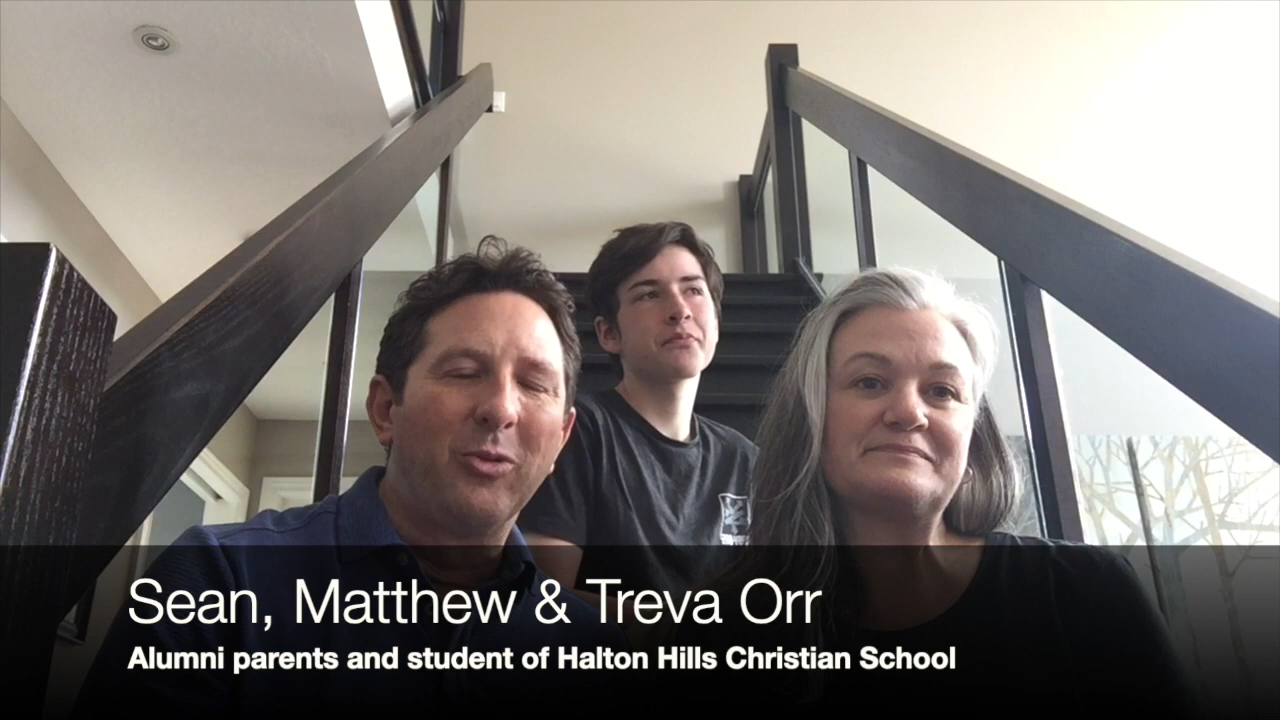 Sean, Matthew & Treva Orr
Alumni parents and student of Halton Hills Christian School